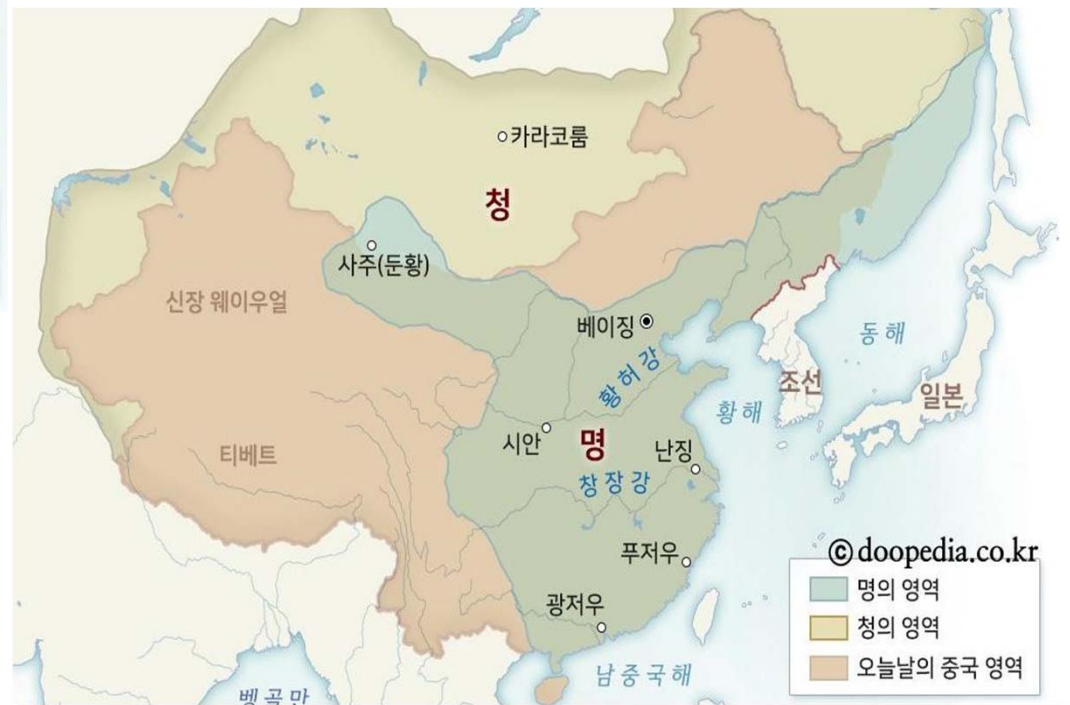 카라코룸
청
사주(둔황)
신장 웨이우얼
베이징
황허강
동해
조선
일본
황해
시안
명
난징
티베트
창장강
푸저우
ⓒ doopedia.co.kr
명의 영역
광저우
청의 영역
오늘날의 중국 영역
남중국해
벵골만